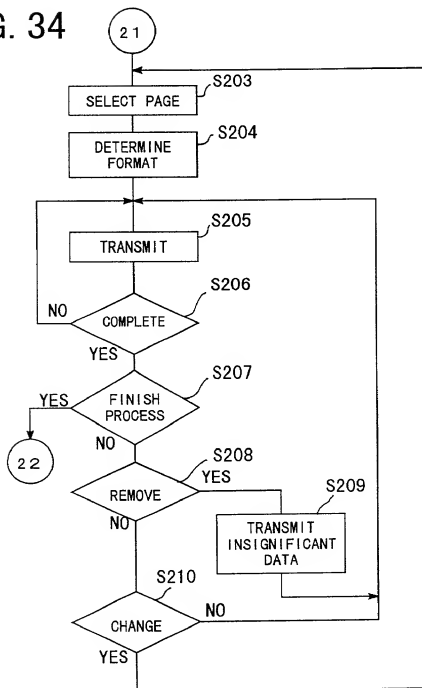 G. 34
21
S203
SELECT PAGE
S204
DETERMINE
FORMAT
S205
TRANSMIT
S206
NO
COMPLETE
YES
S207
YES
FINISH
PROCESS
NO
22
S208
YES
REMOVE
NO
S209
TRANSMIT
INSIGNIFICANT
DATA
S210
NO
CHANGE
YES